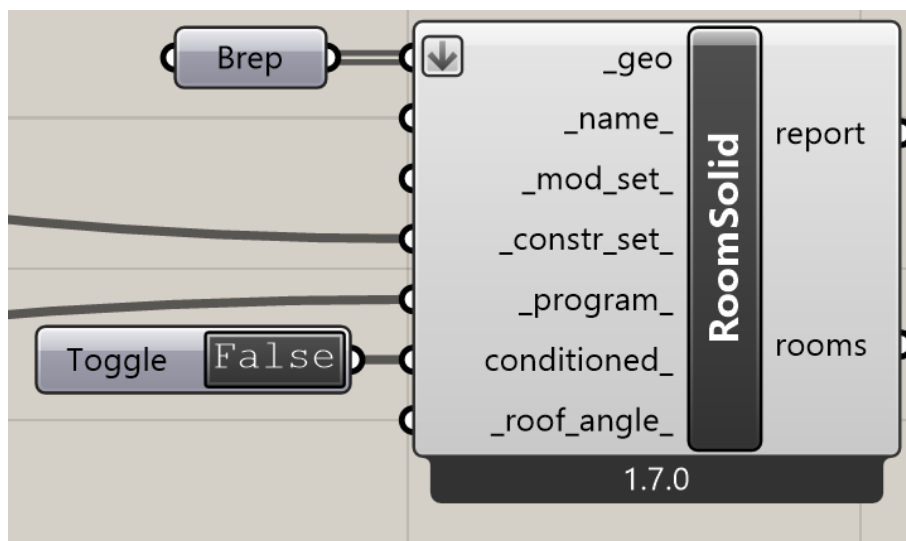 Brep
_geo
_name_
_mod_set_
_constr_set_
_program_
Toggle False
conditioned_
_roof_angle_
RoomSolid
report
rooms
1.7.0